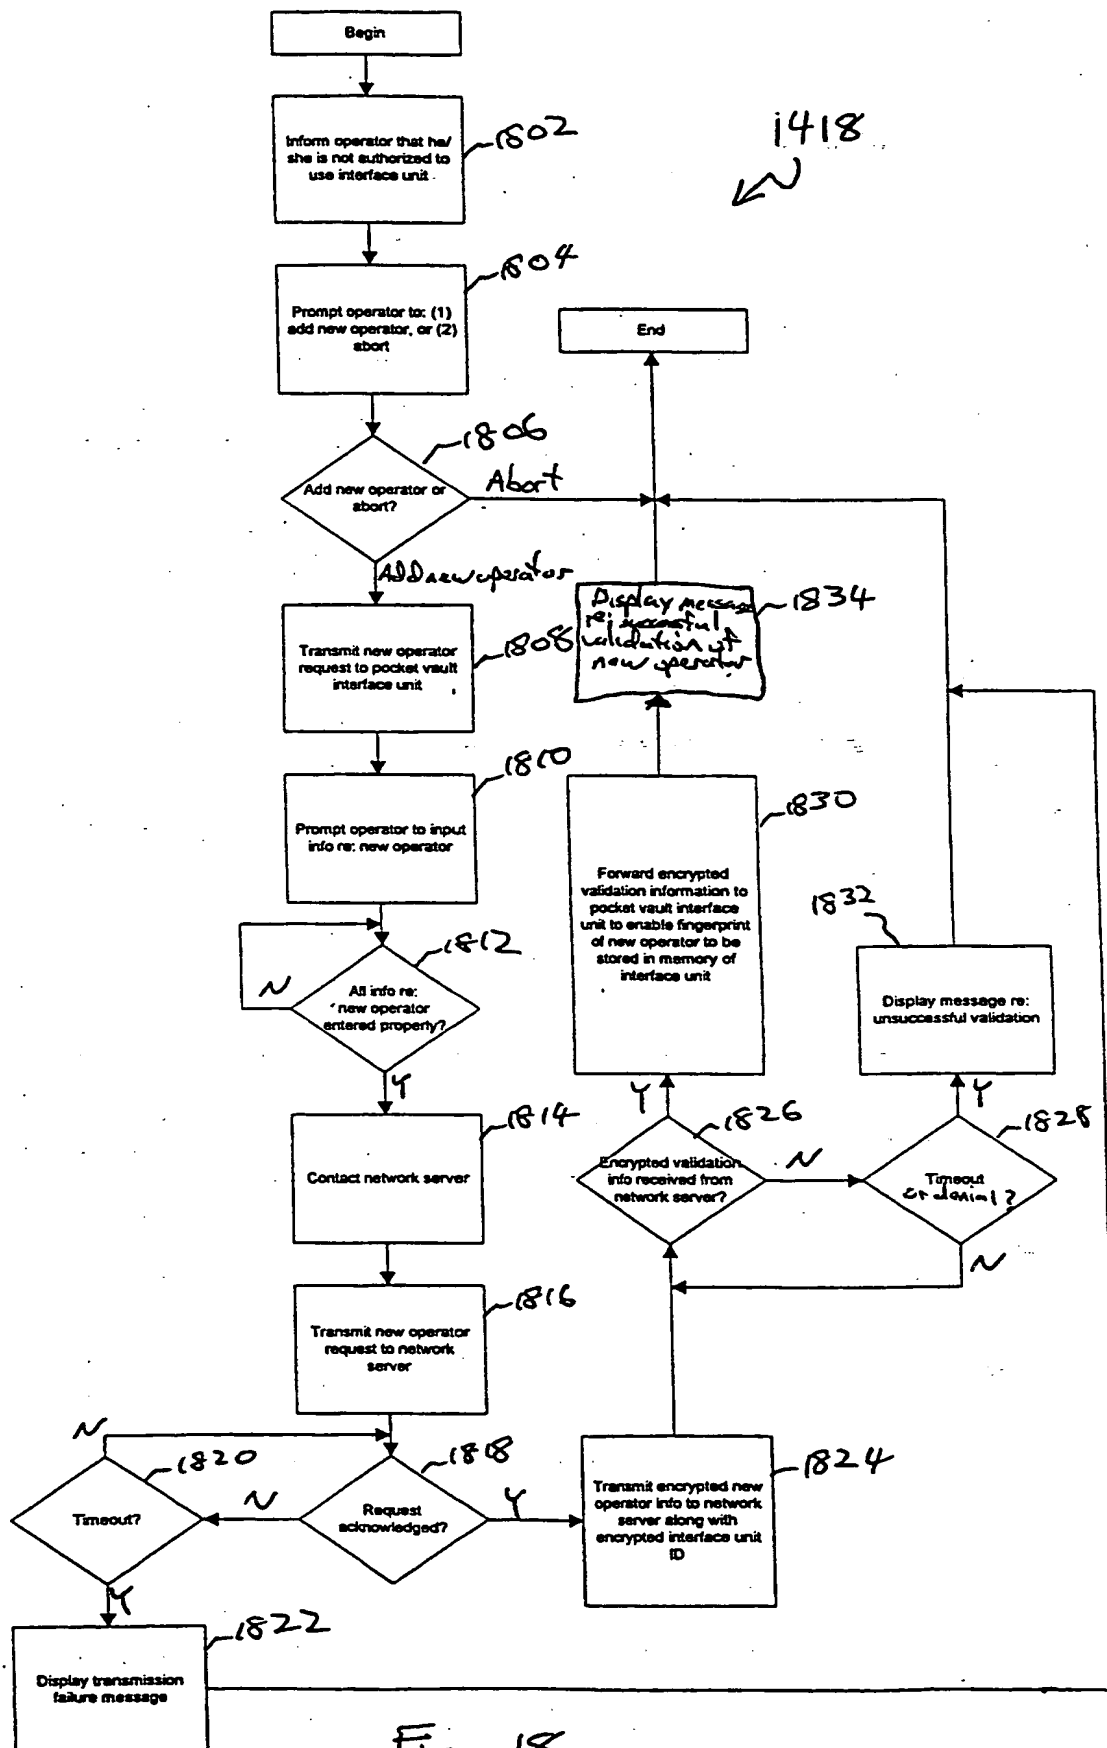 Begin
1802
Inform operator that he/
she is not authorized to
use interface unit
1418
1804
Prompt operator to: (1)
add new operator, or (2)
abort
End
1806
Add new operator or
abort?
Abort
Add new operator
1808
Transmit new operator
request to pocket vault
interface unit
1834
Display message
re: successful
validation of
new operator
1810
Prompt operator to input
info re: new operator
1812
All info re:
new operator
entered properly?
N
Y
1830
Forward encrypted
validation information to
pocket vault interface
unit to enable fingerprint
of new operator to be
stored in memory of
interface unit
1832
Display message re:
unsuccessful validation
1814
Contact network server
Y
1826
Encrypted validation
info received from
network server?
N
Y
1828
Timeout
or denial?
N
1816
Transmit new operator
request to network
server
N
1820
Timeout?
N
1818
Request
acknowledged?
Y
1824
Transmit encrypted new
operator info to network
server along with
encrypted interface unit
ID
Y
1822
Display transmission
failure message
Fig. 18